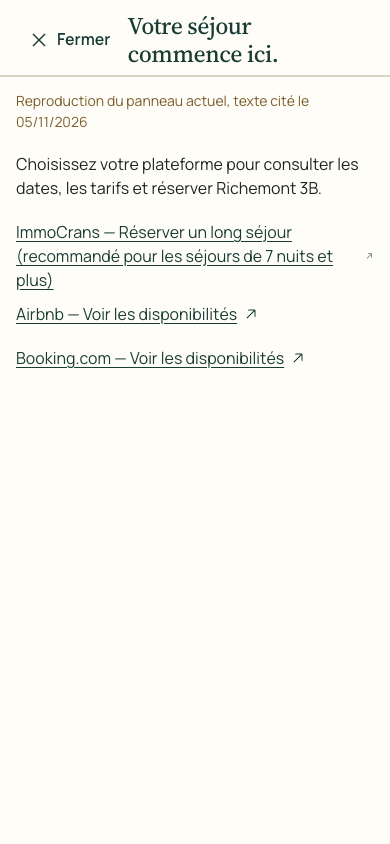 Fermer
Votre séjour
commence ici.
Reproduction du panneau actuel, texte cité le
05/11/2026
Choisissez votre plateforme pour consulter les
dates, les tarifs et réserver Richemont 3B.
ImmoCrans — Réserver un long séjour
(recommandé pour les séjours de 7 nuits et
plus)
Airbnb — Voir les disponibilités
Booking.com — Voir les disponibilités